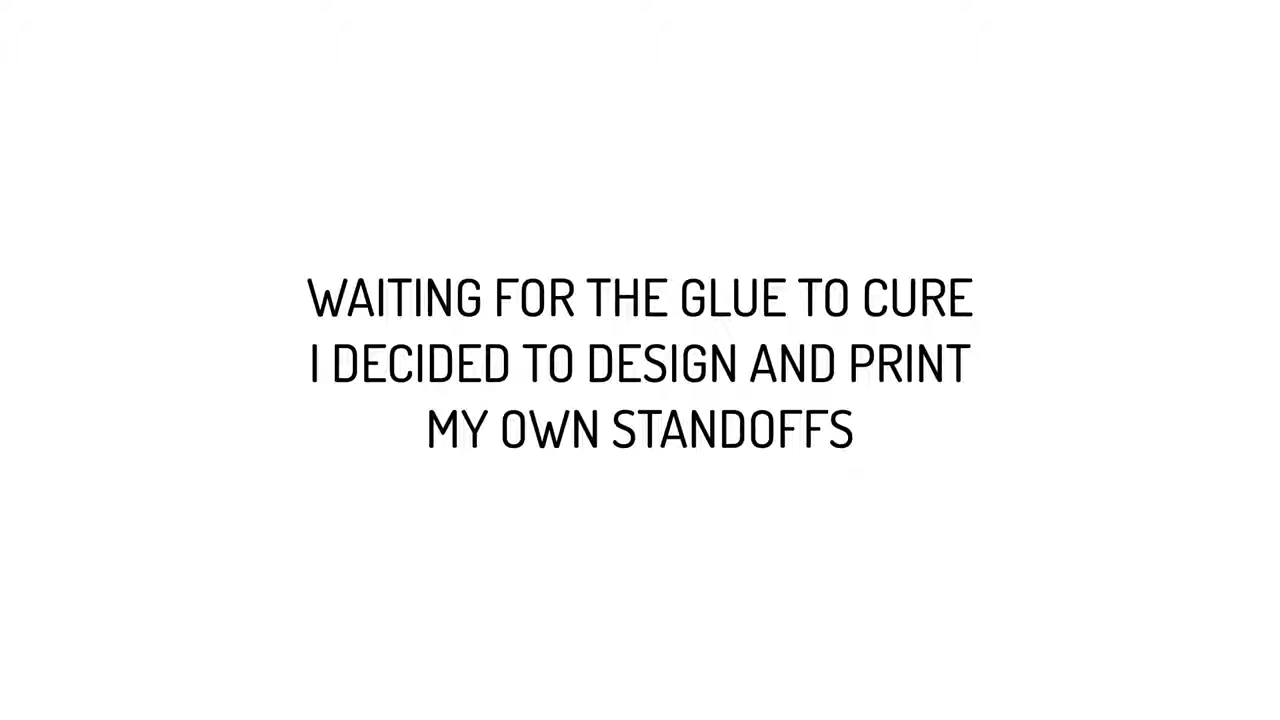 WAITING FOR THE GLUE TO CURE
I DECIDED TO DESIGN AND PRINT
MY OWN STANDOFFS